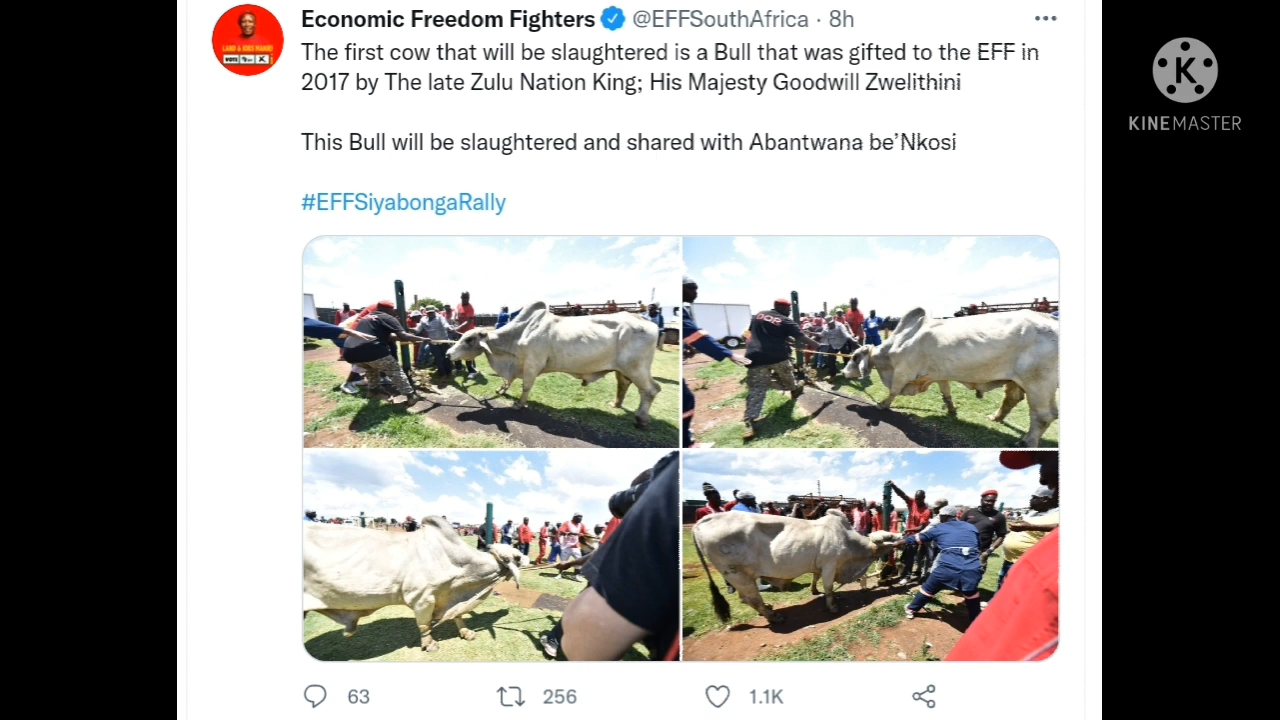 Economic Freedom Fighters @EFFSouthAfrica · 8h
The first cow that will be slaughtered is a Bull that was gifted to the EFF in
2017 by The late Zulu Nation King; His Majesty Goodwill Zwelithini
This Bull will be slaughtered and shared with Abantwana be'Nkosi
#EFFSiyabongaRally
63 256 1.1K
K
KINEMASTER